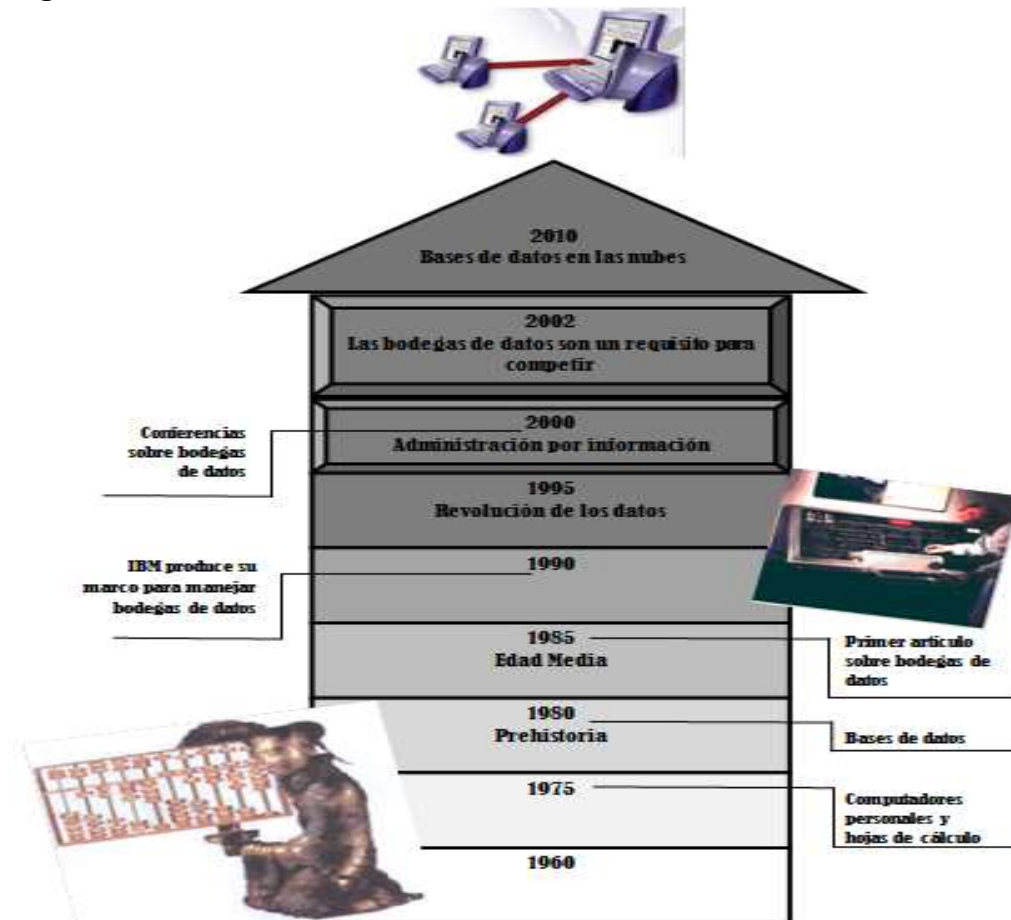 2010
Bases de datos en las nubes
2002
Las bodegas de datos son un requisito para
competir
2000
Administración por información
Conferencias
sobre bodegas
de datos
1995
Revolución de los datos
1990
IBM produce su
marco para manejar
bodegas de datos
1985
Edad Media
Primer artículo
sobre bodegas de
datos
1980
Prehistoria
Bases de datos
1975
Computadores
personales y
hojas de cálculo
1960